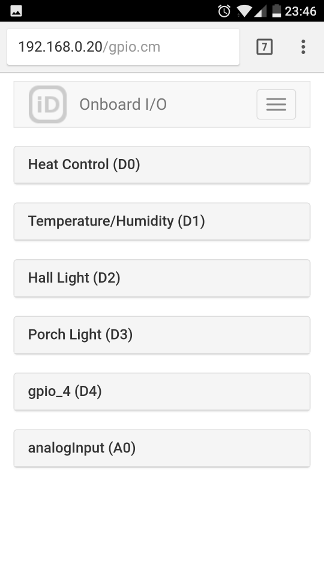 23:46
192.168.0.20/gpio.cm
7
iD
Onboard I/O
Heat Control (D0)
Temperature/Humidity (D1)
Hall Light (D2)
Porch Light (D3)
gpio_4 (D4)
analogInput (A0)